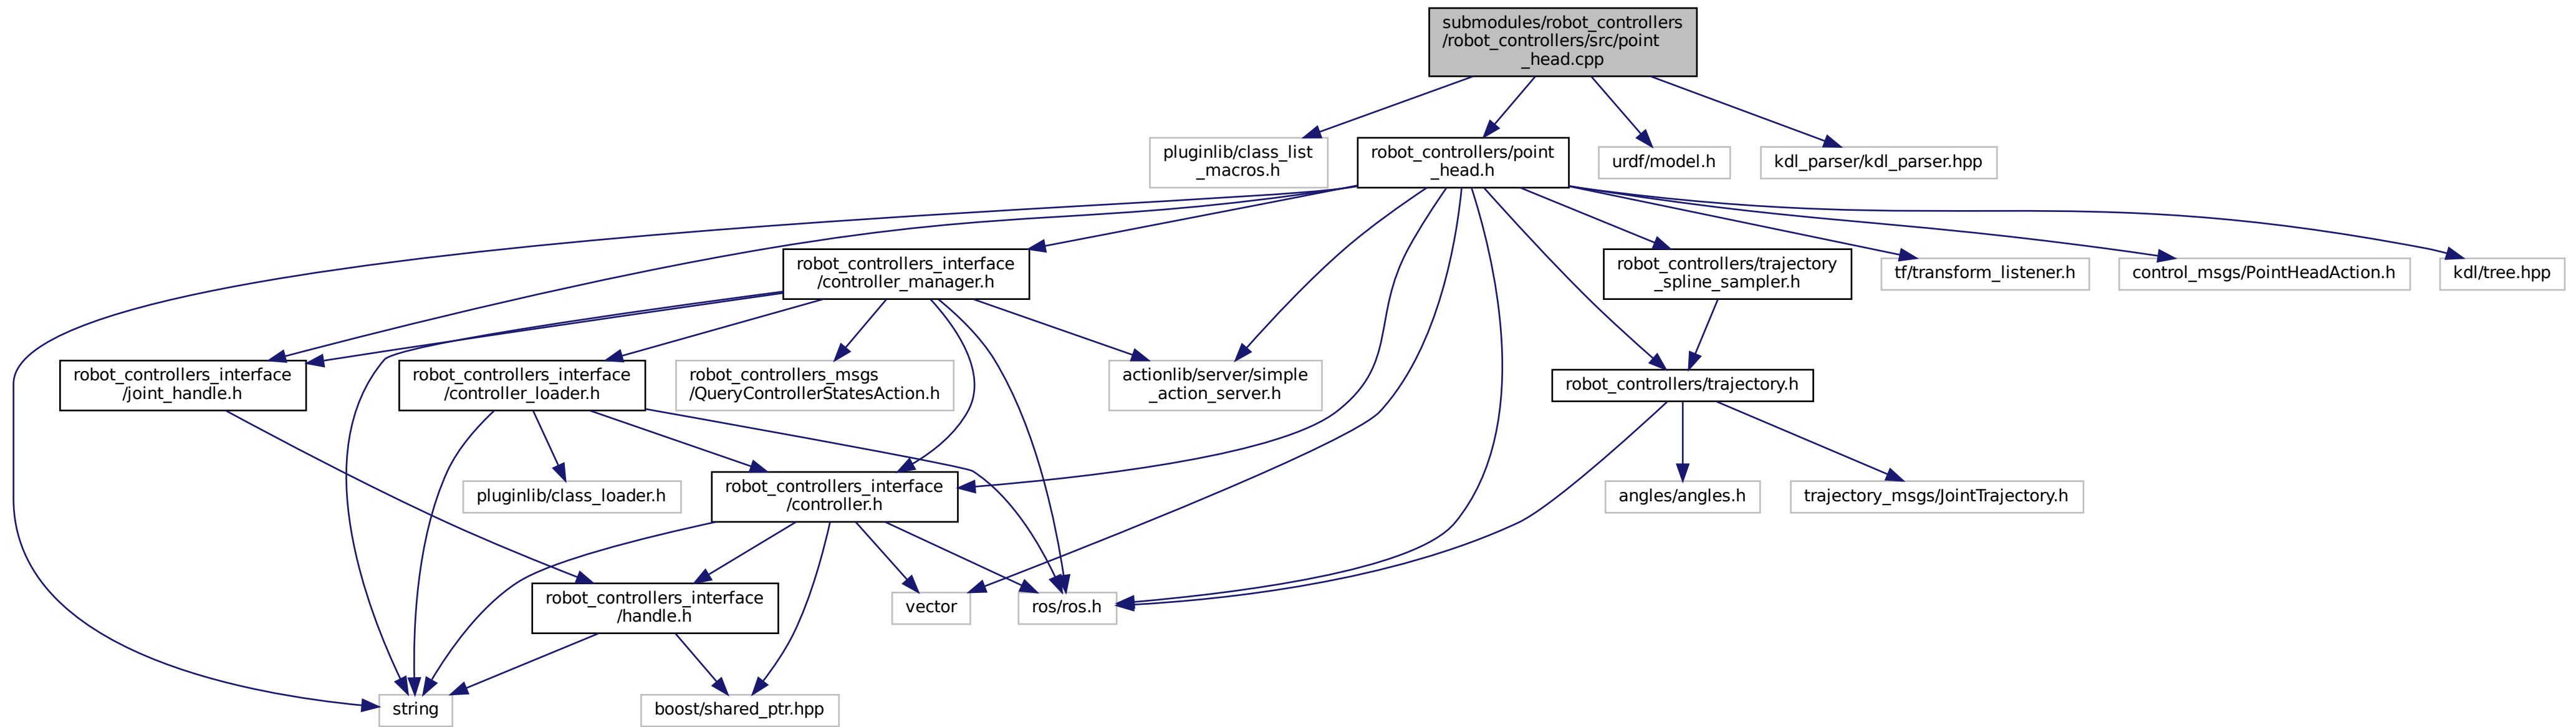 submodules/robot_controllers
/robot_controllers/src/point
_head.cpp
pluginlib/class_list
_macros.h
robot_controllers/point
_head.h
urdf/model.h
kdl_parser/kdl_parser.hpp
robot_controllers_interface
/controller_manager.h
robot_controllers/trajectory
_spline_sampler.h
tf/transform_listener.h
control_msgs/PointHeadAction.h
kdl/tree.hpp
robot_controllers_interface
/joint_handle.h
robot_controllers_interface
/controller_loader.h
robot_controllers_msgs
/QueryControllerStatesAction.h
actionlib/server/simple
_action_server.h
robot_controllers/trajectory.h
pluginlib/class_loader.h
robot_controllers_interface
/controller.h
angles/angles.h
trajectory_msgs/JointTrajectory.h
robot_controllers_interface
/handle.h
vector
ros/ros.h
string
boost/shared_ptr.hpp